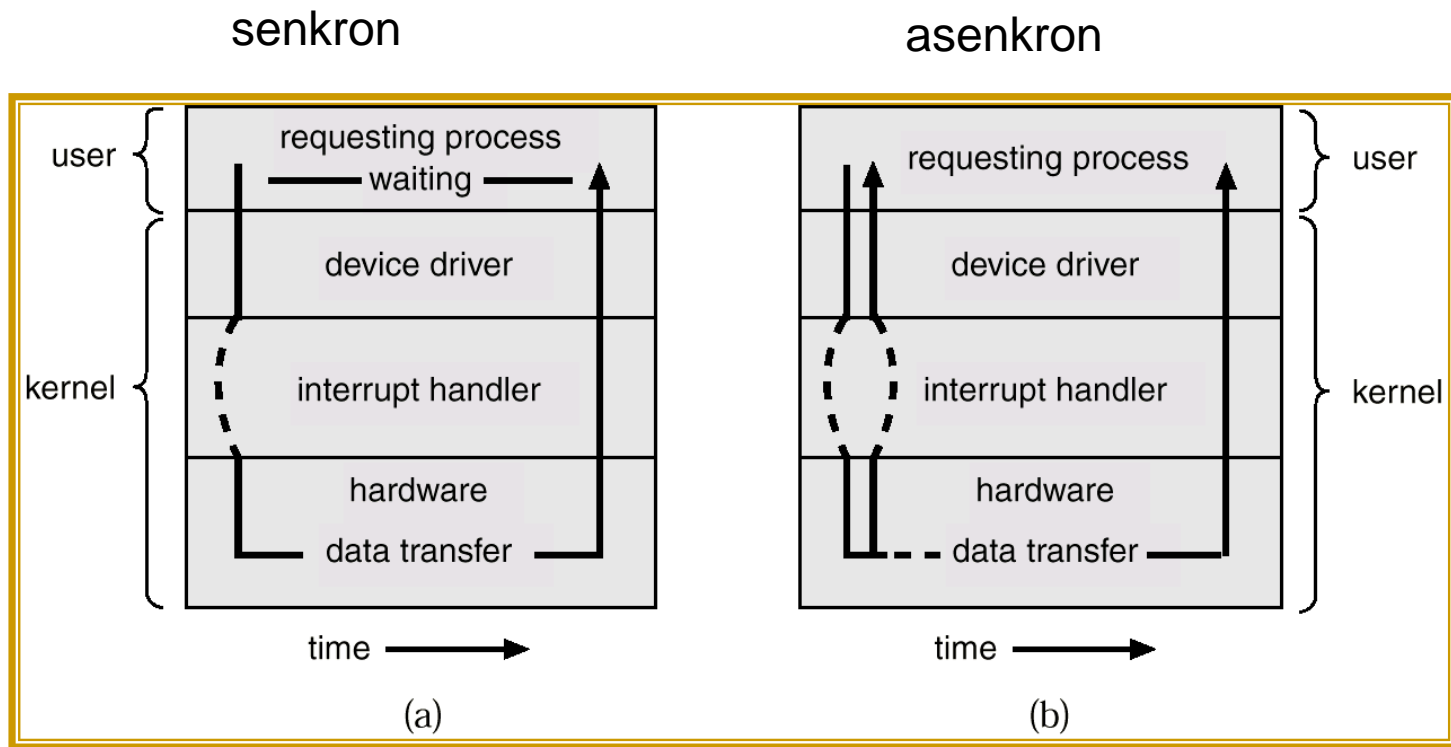 senkron
asenkron
user
requesting process
waiting
device driver
kernel
interrupt handler
hardware
data transfer
time
(a)
requesting process
user
device driver
interrupt handler
kernel
hardware
data transfer
time
(b)